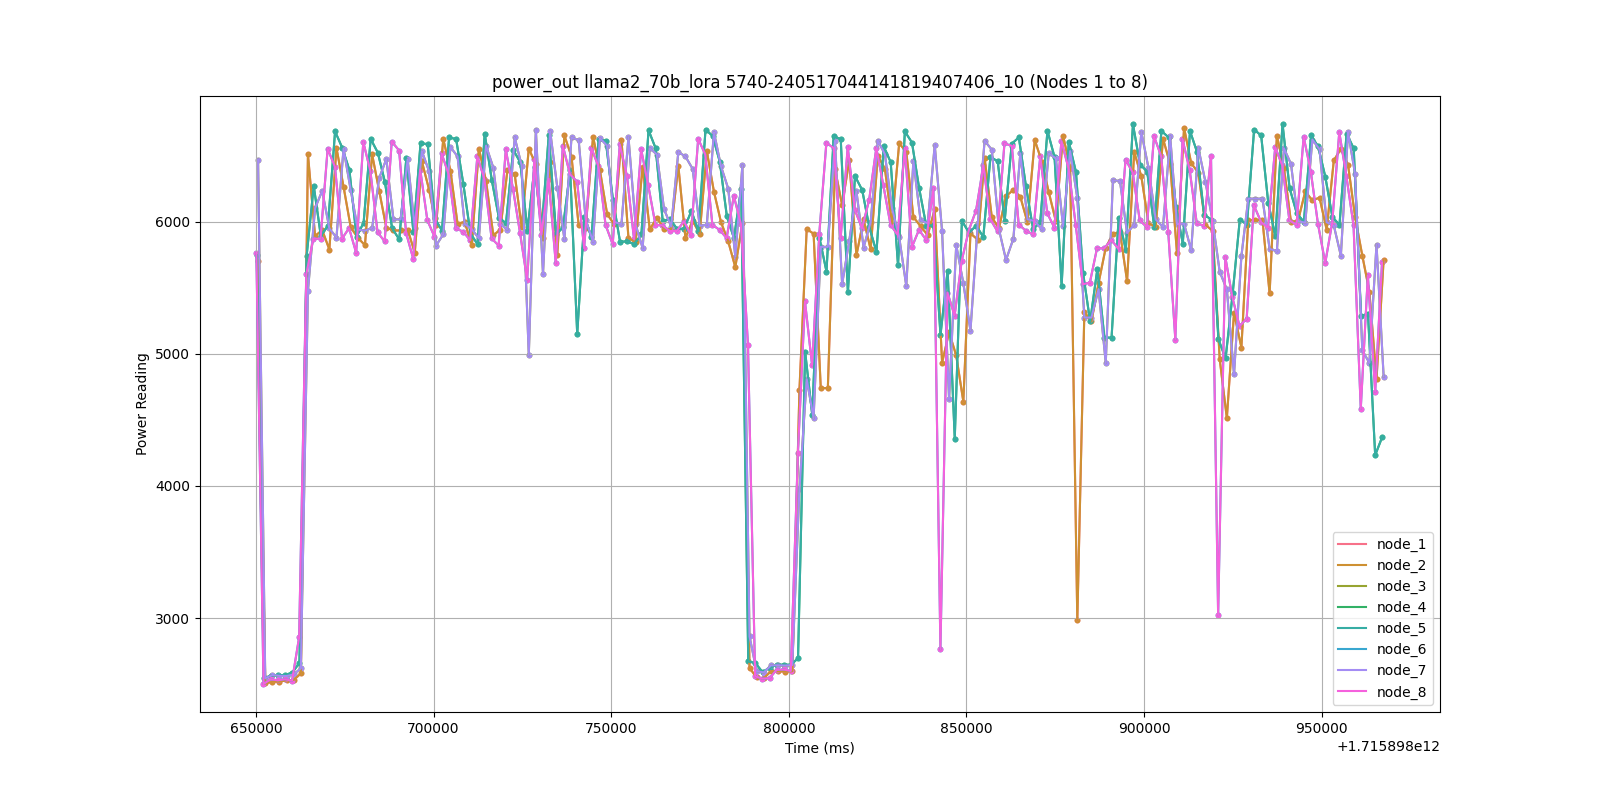 power_out llama2_70b_lora 5740-240517044141819407406_10 (Nodes 1 to 8)
Power Reading
6000
5000
4000
3000
node_1
node_2
node_3
node_4
node_5
node_6
node_7
node_8
650000 700000 750000 800000 850000 900000 950000
Time (ms)
+1.715898e12